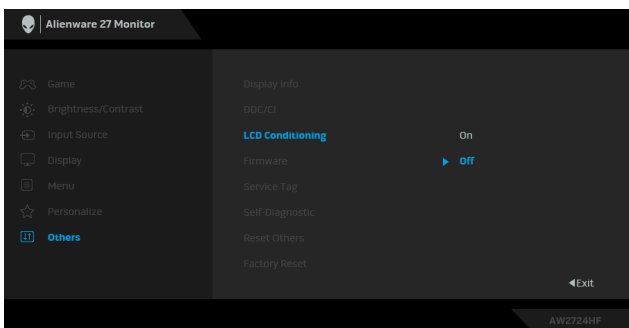 Alienware 27 Monitor
Game
Brightness/Contrast
Input Source
Display
Menu
Personalize
Others
Display Info
DDC/CI
LCD Conditioning
On
Firmware
Off
Service Tag
Self-Diagnostic
Reset Others
Factory Reset
Exit
AW2724HF